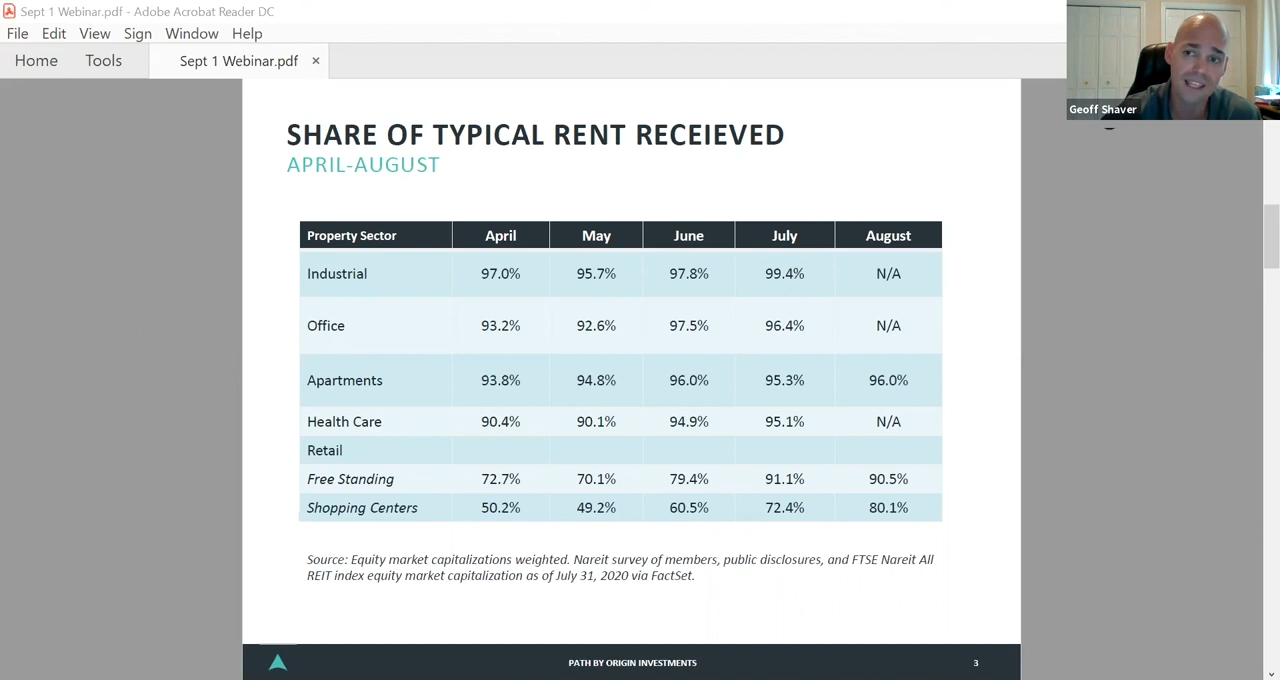 Sept 1 Webinar.pdf - Adobe Acrobat Reader DC
File Edit View Sign Window Help
Home Tools Sept 1 Webinar.pdf ×
Geoff Shaver
SHARE OF TYPICAL RENT RECEIEVED
APRIL-AUGUST
Property Sector April May June July August
Industrial 97.0% 95.7% 97.8% 99.4% N/A
Office 93.2% 92.6% 97.5% 96.4% N/A
Apartments 93.8% 94.8% 96.0% 95.3% 96.0%
Health Care 90.4% 90.1% 94.9% 95.1% N/A
Retail
Free Standing 72.7% 70.1% 79.4% 91.1% 90.5%
Shopping Centers 50.2% 49.2% 60.5% 72.4% 80.1%
Source: Equity market capitalizations weighted. Nareit survey of members, public disclosures, and FTSE Nareit All
REIT index equity market capitalization as of July 31, 2020 via FactSet.
PATH BY ORIGIN INVESTMENTS 3